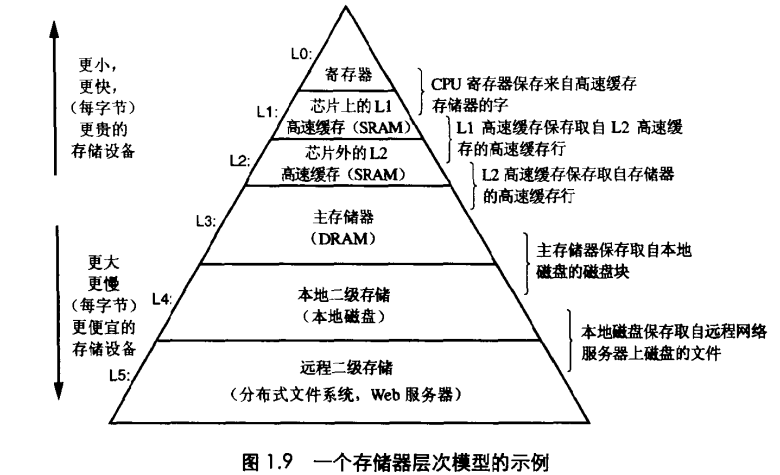 L0:
寄存器
更小，
更快，
（每字节）
更贵的
存储设备
CPU 寄存器保存来自高速缓存
存储器的字
L1:
芯片上的L1
高速缓存（SRAM）
L1 高速缓存保存取自 L2 高速缓
存的高速缓存行
L2:
芯片外的L2
高速缓存（SRAM）
L2 高速缓存保存取自存储器
的高速缓存行
L3:
主存储器
（DRAM）
主存储器保存取自本地
磁盘的磁盘块
更大
更慢
（每字节）
更便宜的
存储设备
L4:
本地二级存储
（本地磁盘）
本地磁盘保存取自远程网络
服务器上磁盘的文件
L5:
远程二级存储
（分布式文件系统，Web 服务器）
图 1.9 一个存储器层次模型的示例